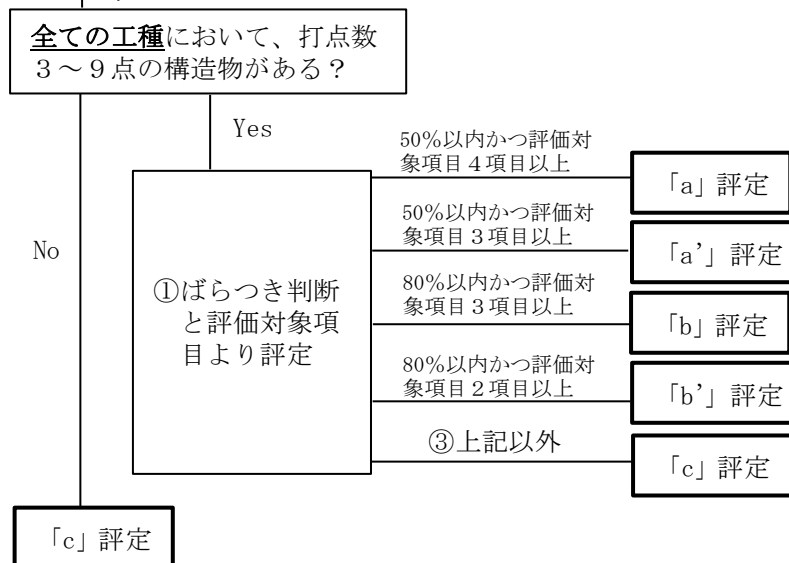 全ての工種において、打点数
３～９点の構造物がある？
Yes
No
①ばらつき判断
と評価対象項
目より評定
50％以内かつ評価対
象項目４項目以上
「a」評定
50％以内かつ評価対
象項目３項目以上
「a’」評定
80％以内かつ評価対
象項目３項目以上
「b」評定
80％以内かつ評価対
象項目２項目以上
「b’」評定
③上記以外
「c」評定
「c」評定